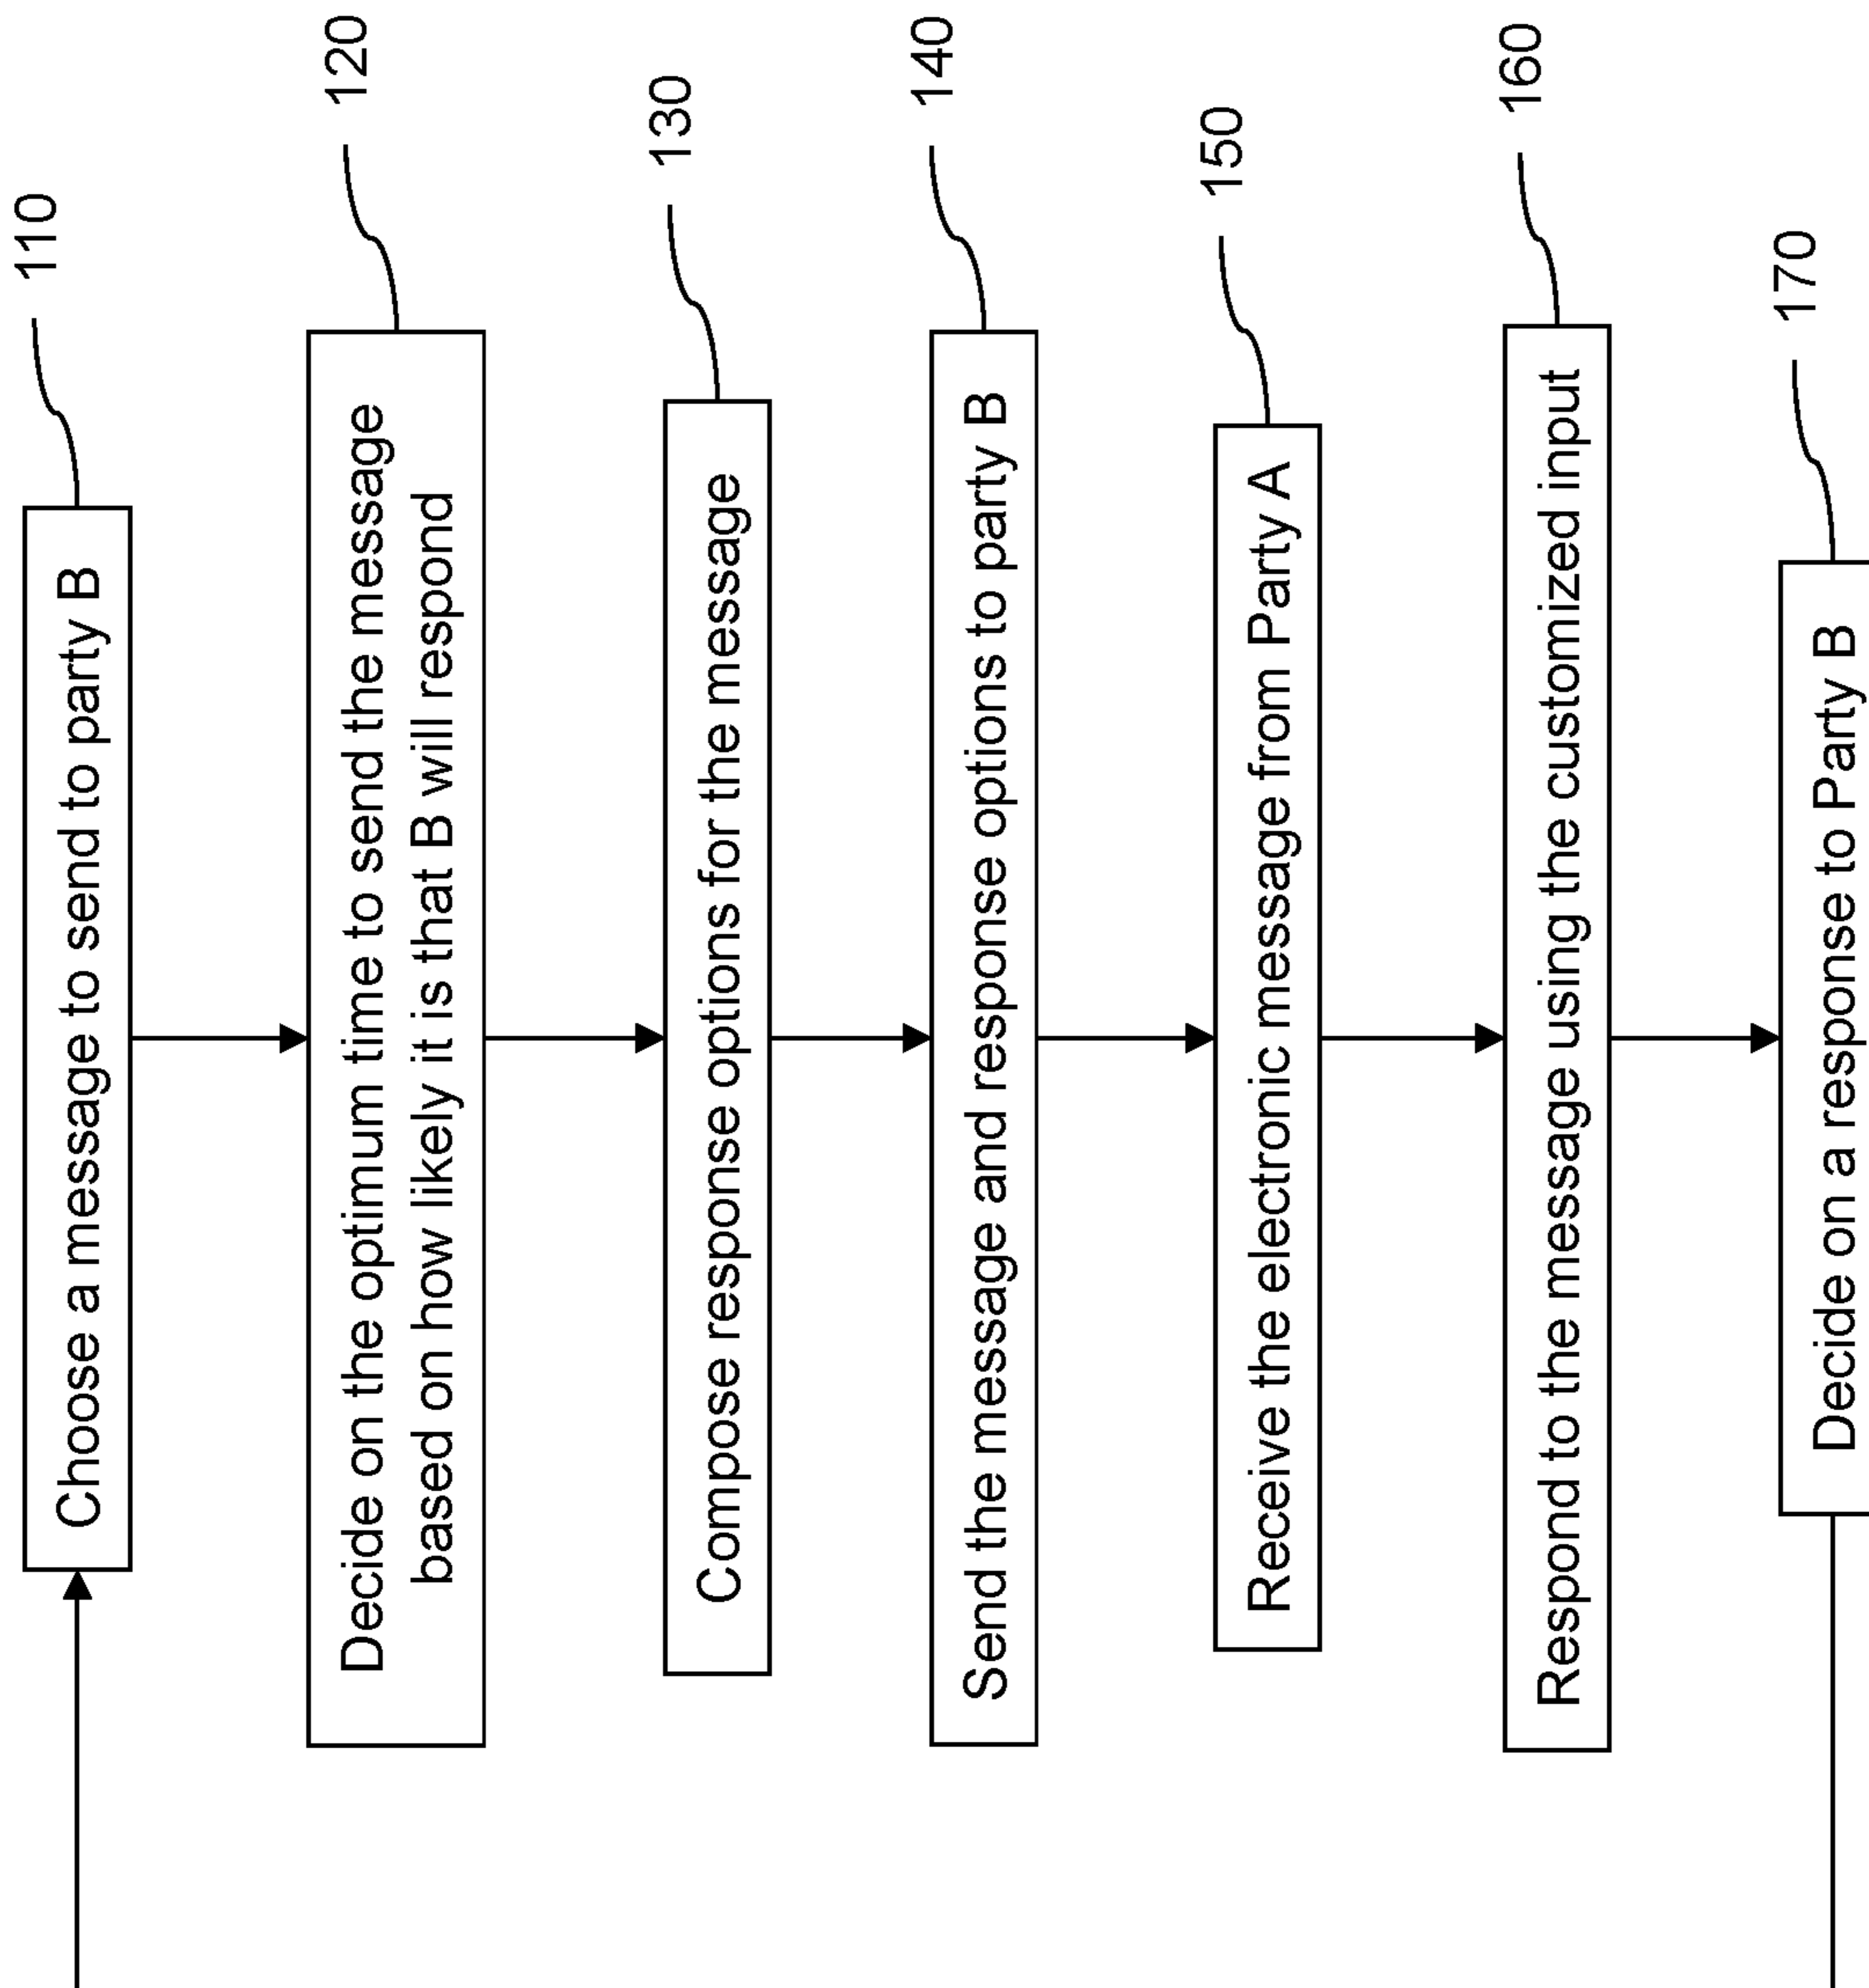 Choose a message to send to party B
110
Decide on the optimum time to send the message
based on how likely it is that B will respond
120
Compose response options for the message
130
Send the message and response options to party B
140
Receive the electronic message from Party A
150
Respond to the message using the customized input
160
Decide on a response to Party B
170